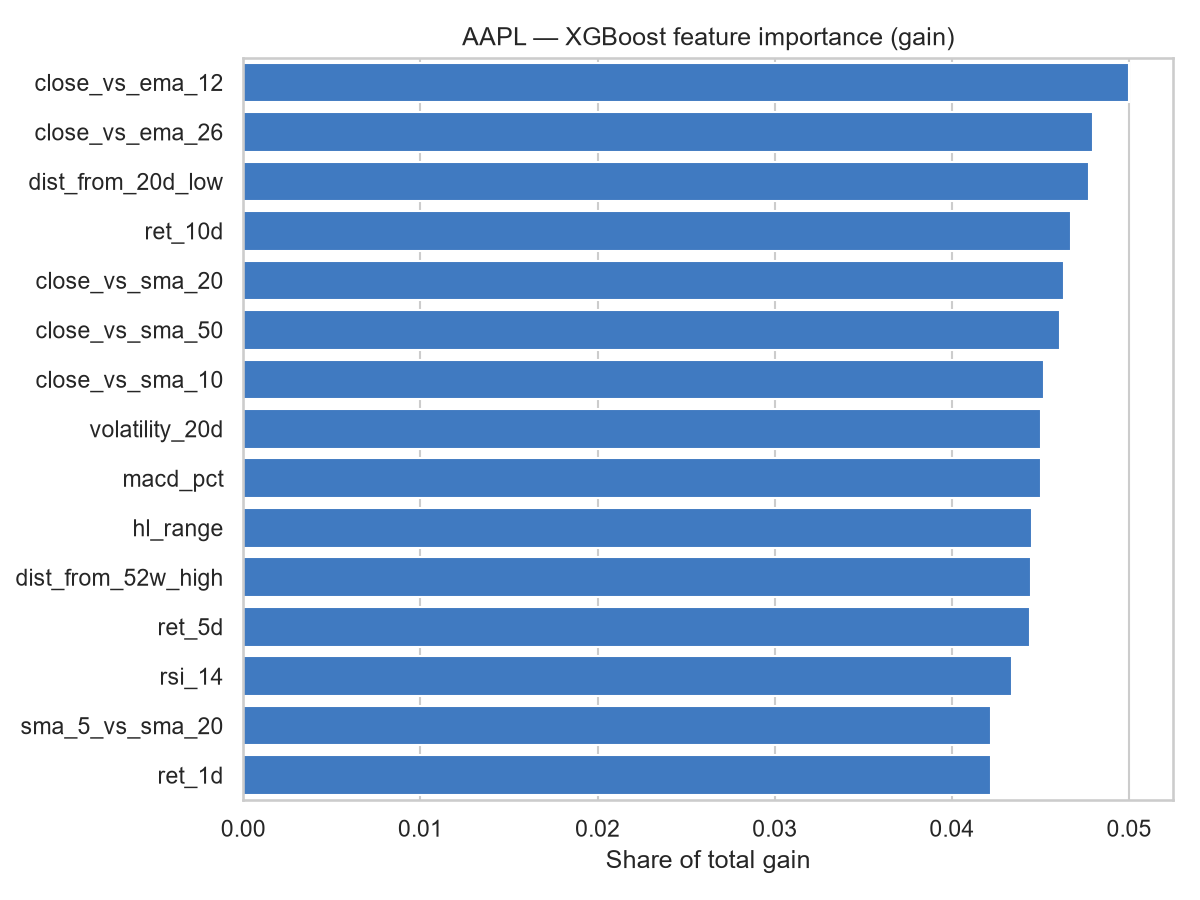 AAPL — XGBoost feature importance (gain)
close_vs_ema_12
close_vs_ema_26
dist_from_20d_low
ret_10d
close_vs_sma_20
close_vs_sma_50
close_vs_sma_10
volatility_20d
macd_pct
hl_range
dist_from_52w_high
ret_5d
rsi_14
sma_5_vs_sma_20
ret_1d
0.00 0.01 0.02 0.03 0.04 0.05
Share of total gain